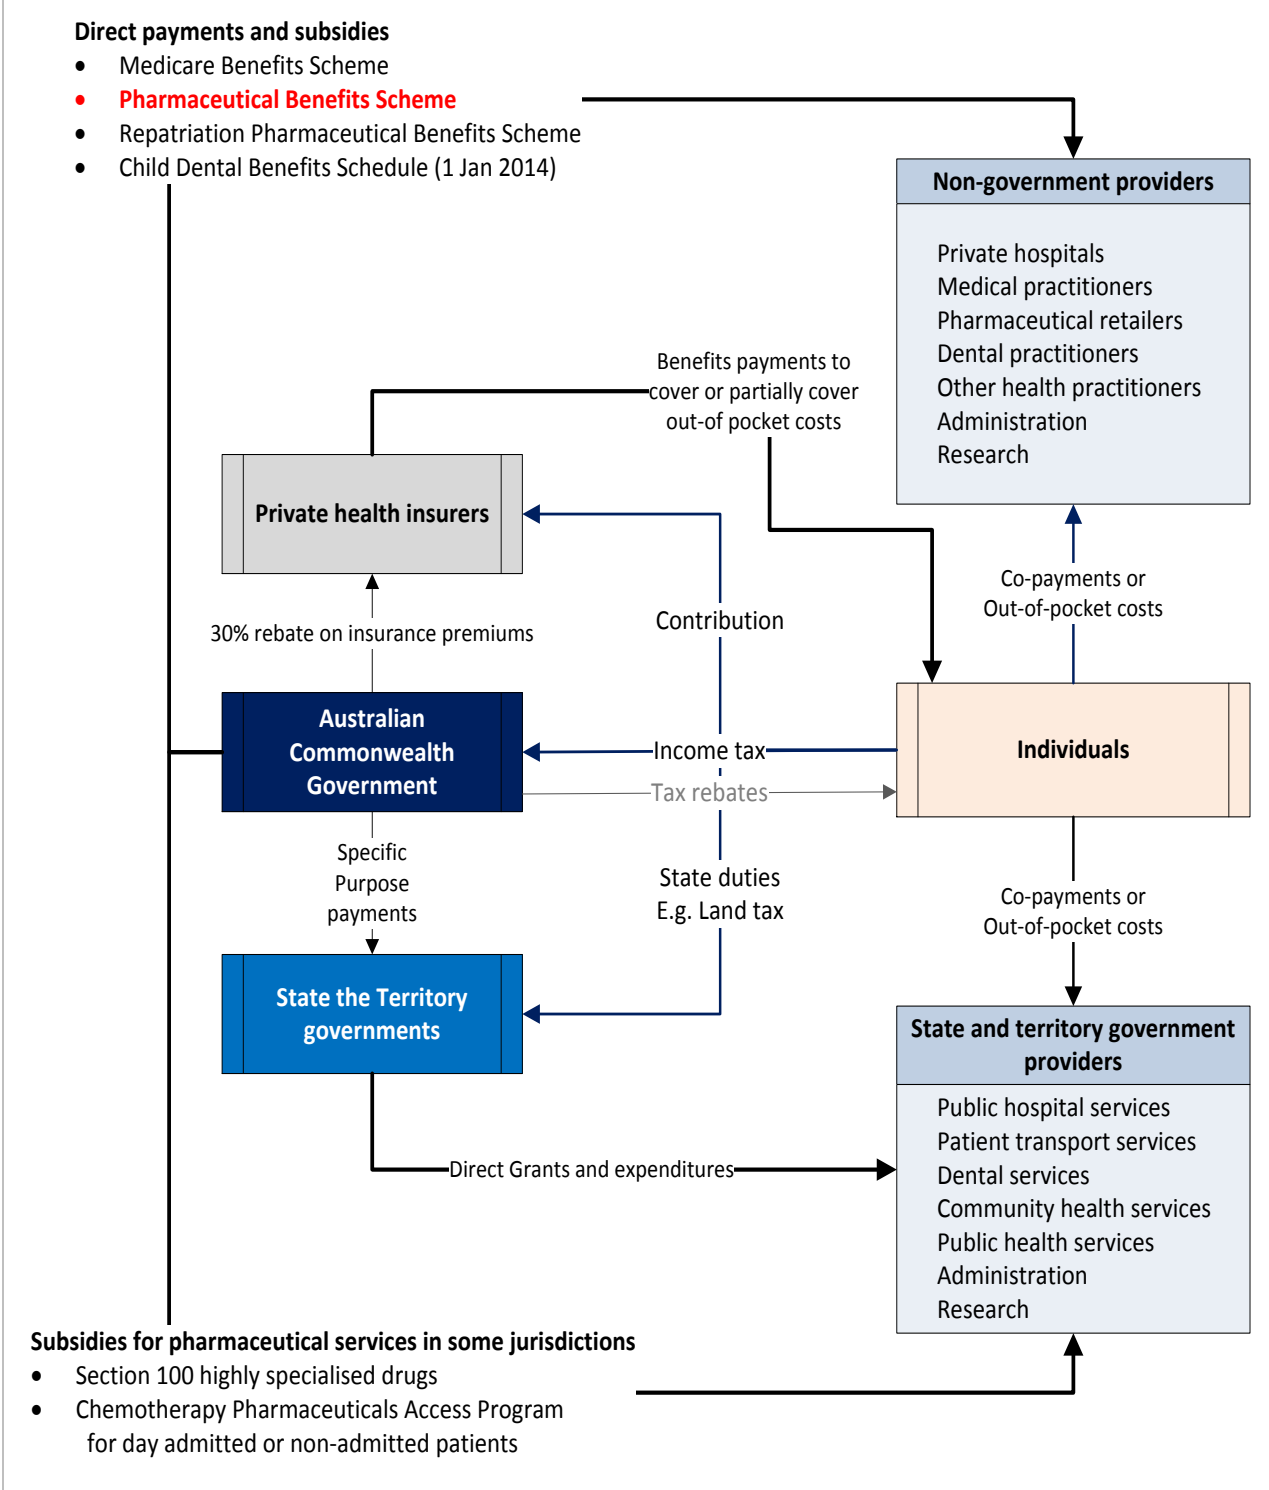 Direct payments and subsidies
• Medicare Benefits Scheme
• Pharmaceutical Benefits Scheme
• Repatriation Pharmaceutical Benefits Scheme
• Child Dental Benefits Schedule (1 Jan 2014)
Non-government providers
Private hospitals
Medical practitioners
Pharmaceutical retailers
Dental practitioners
Other health practitioners
Administration
Research
Benefits payments to
cover or partially cover
out-of pocket costs
Private health insurers
Co-payments or
Out-of-pocket costs
Contribution
30% rebate on insurance premiums
Australian
Commonwealth
Government
Income tax
Tax rebates
Individuals
Specific
Purpose
payments
State duties
E.g. Land tax
Co-payments or
Out-of-pocket costs
State the Territory
governments
State and territory government
providers
Public hospital services
Patient transport services
Dental services
Community health services
Public health services
Administration
Research
Direct Grants and expenditures
Subsidies for pharmaceutical services in some jurisdictions
• Section 100 highly specialised drugs
• Chemotherapy Pharmaceuticals Access Program
for day admitted or non-admitted patients